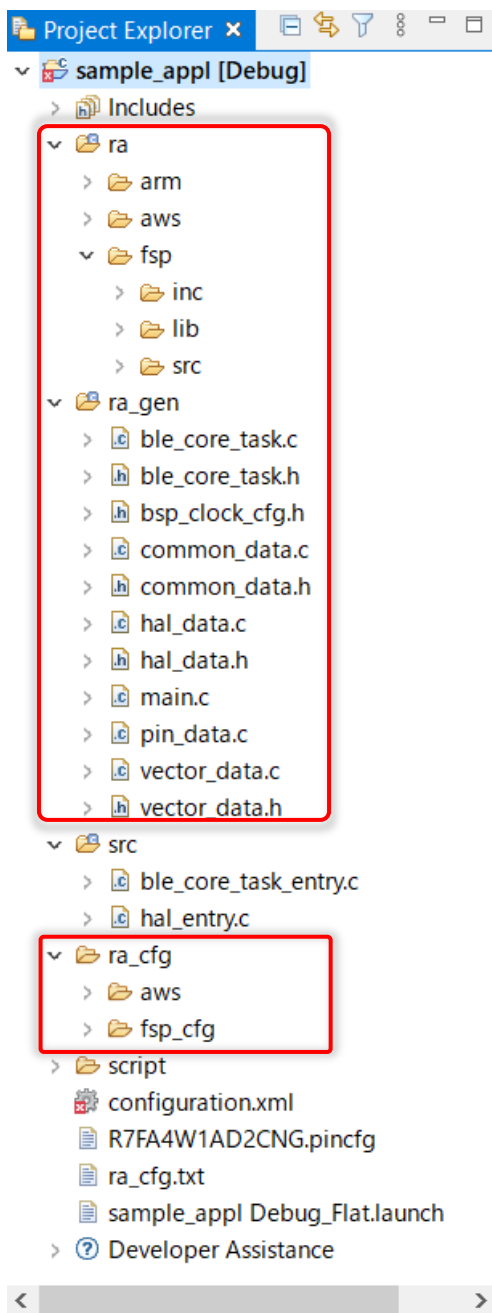 Project Explorer
sample_appl [Debug]
Includes
ra
arm
aws
fsp
inc
lib
src
ra_gen
ble_core_task.c
ble_core_task.h
bsp_clock_cfg.h
common_data.c
common_data.h
hal_data.c
hal_data.h
main.c
pin_data.c
vector_data.c
vector_data.h
src
ble_core_task_entry.c
hal_entry.c
ra_cfg
aws
fsp_cfg
script
configuration.xml
R7FA4W1AD2CNG.pincfg
ra_cfg.txt
sample_appl Debug_Flat.launch
Developer Assistance